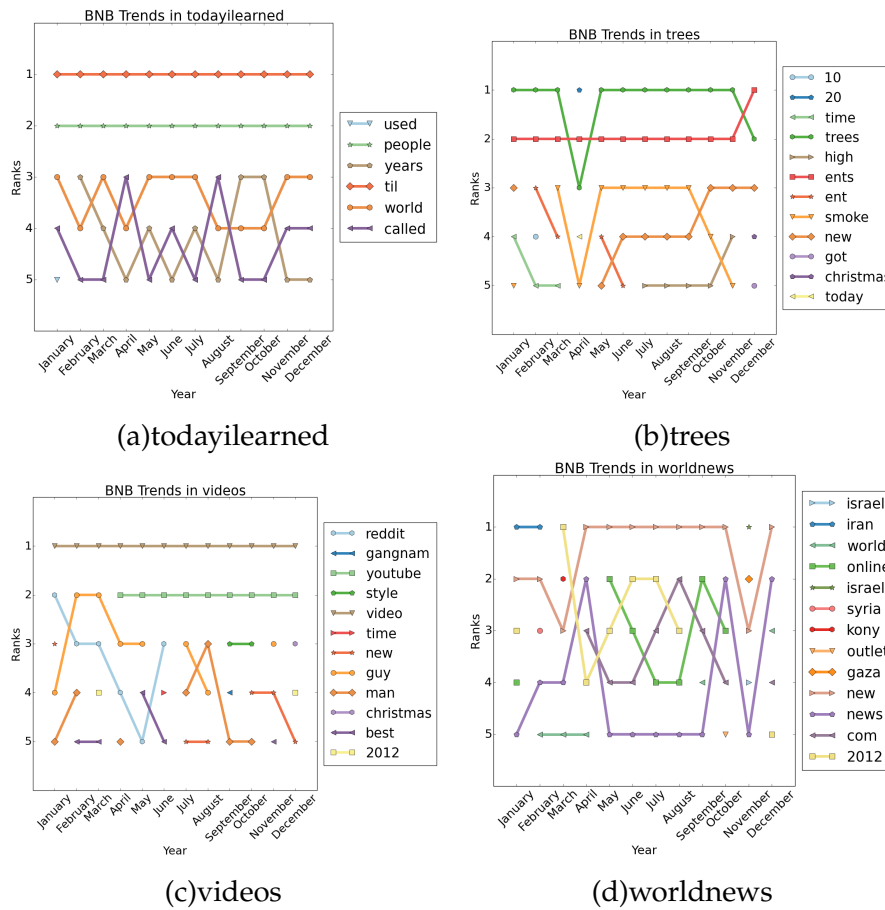 BNB Trends in todayilearned
Ranks
1
2
3
4
5
January
February
March
April
May
June
July
August
September
October
November
December
Year
used
people
years
til
world
called
(a)todayilearned
BNB Trends in trees
Ranks
1
2
3
4
5
January
February
March
April
May
June
July
August
September
October
November
December
Year
10
20
time
trees
high
ents
ent
smoke
new
got
christmas
today
(b)trees
BNB Trends in videos
Ranks
1
2
3
4
5
January
February
March
April
May
June
July
August
September
October
November
December
Year
reddit
gangnam
youtube
style
video
time
new
guy
man
christmas
best
2012
(c)videos
BNB Trends in worldnews
Ranks
1
2
3
4
5
January
February
March
April
May
June
July
August
September
October
November
December
Year
israel
iran
world
online
israel
syria
kony
outlet
gaza
new
news
com
2012
(d)worldnews